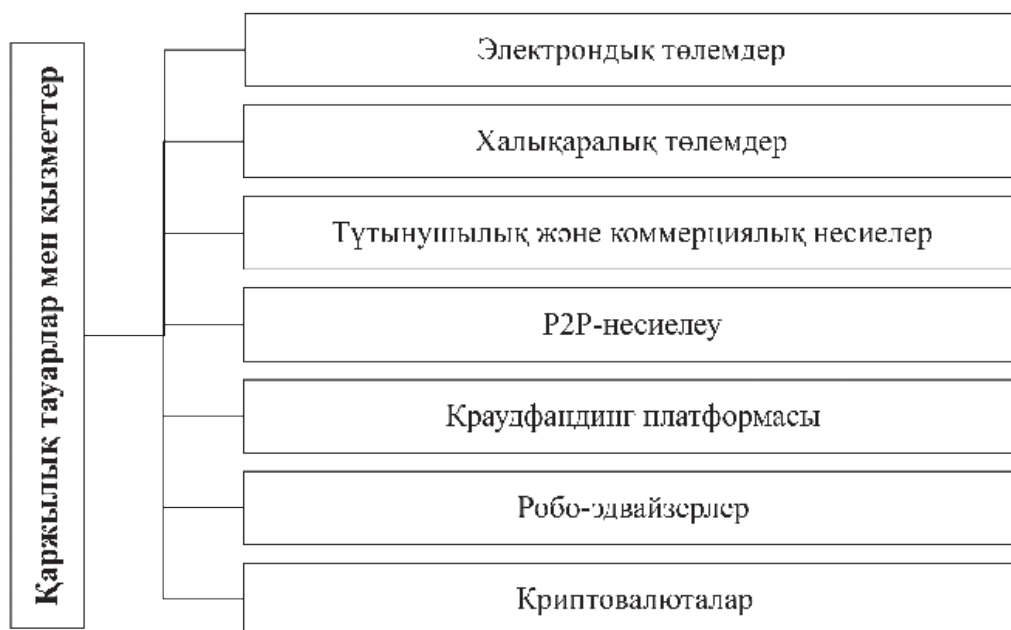 Қаржылық тауарлар мен қызметтер
Электрондық төлемдер
Халықаралық төлемдер
Тұтынушылық және коммерциялық несиелер
P2P-несиелеу
Краудфандинг платформасы
Робо-эдвайзерлер
Криптовалюталар